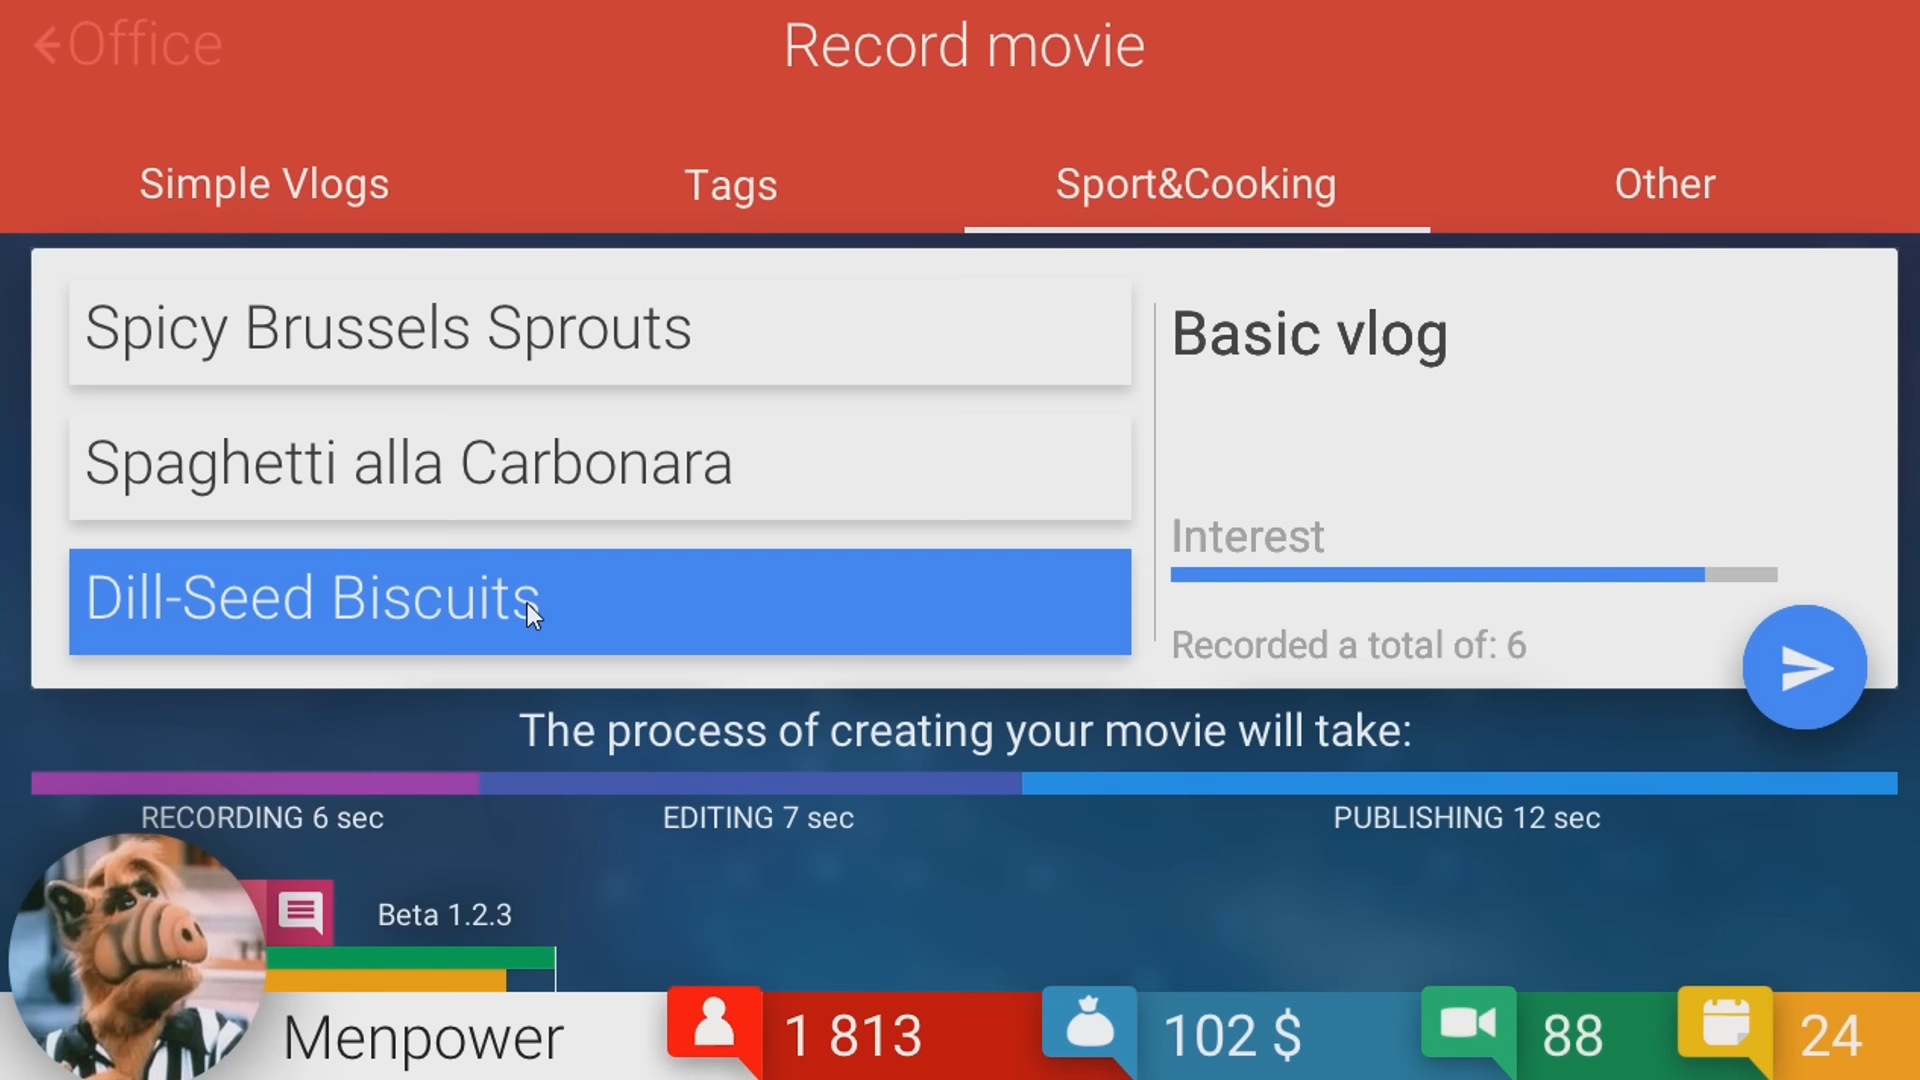 Office
Record movie
Simple Vlogs
Tags
Sport&Cooking
Other
Spicy Brussels Sprouts
Spaghetti alla Carbonara
Dill-Seed Biscuits
Basic vlog
Interest
Recorded a total of: 6
The process of creating your movie will take:
RECORDING 6 sec
EDITING 7 sec
PUBLISHING 12 sec
Beta 1.2.3
Menpower
1 813
102 $
88
24